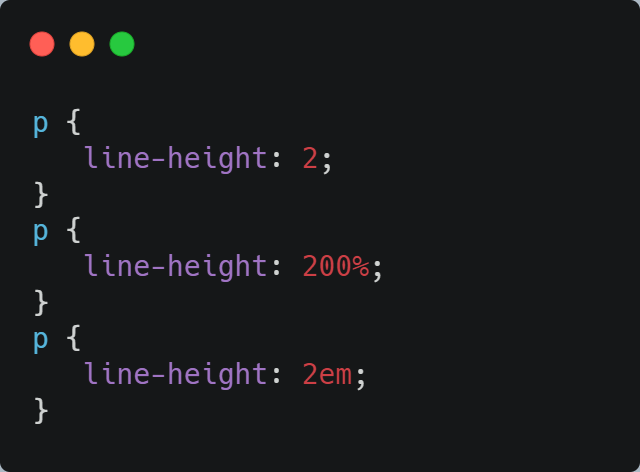 p {
   line-height: 2;
}
p {
   line-height: 200%;
}
p {
   line-height: 2em;
}